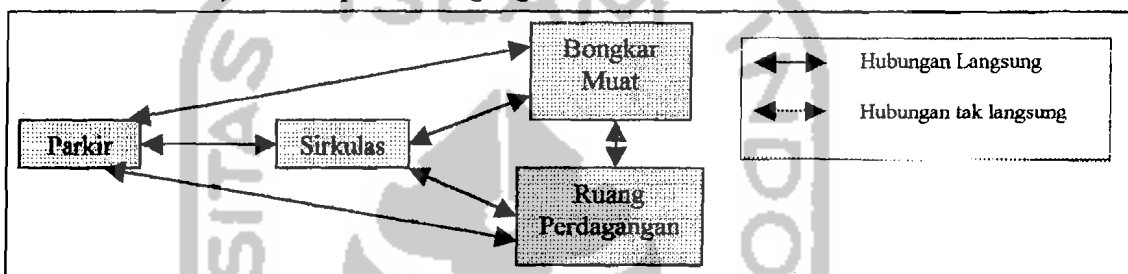 Bongkar
Muat
Hubungan Langsung
Hubungan tak langsung
Parkir
Sirkulas
Ruang
Perdagangan